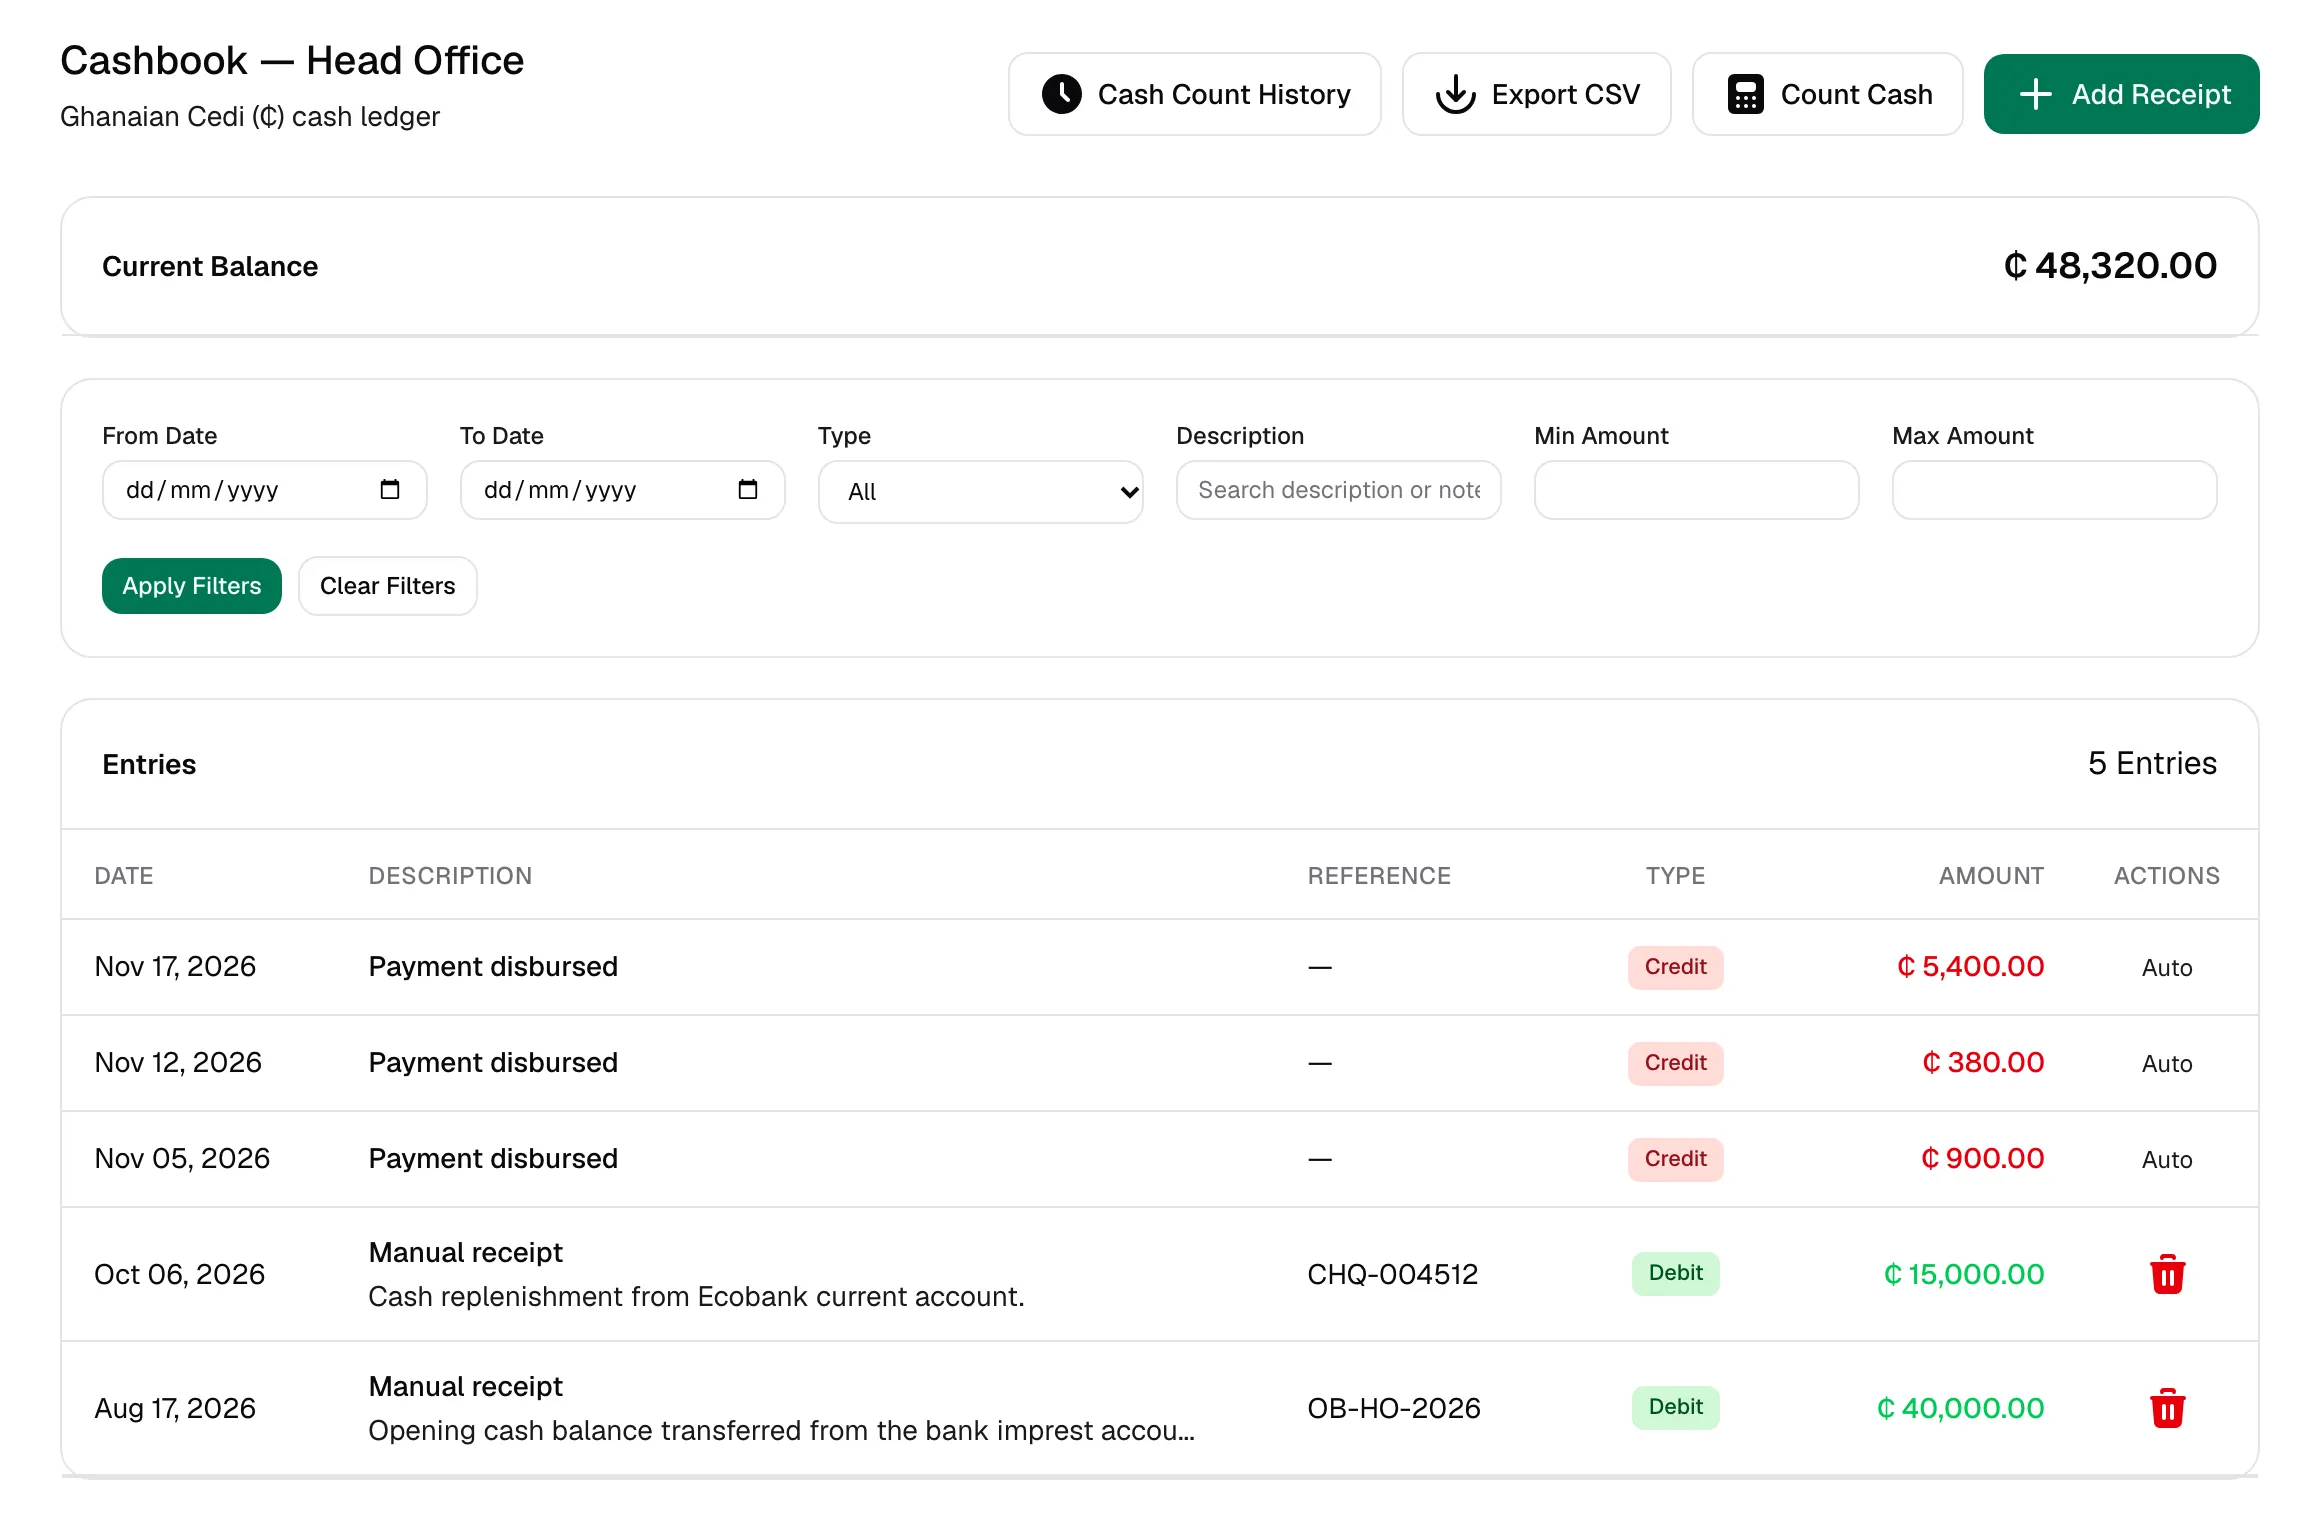 Cashbook — Head Office
Ghanaian Cedi (₵) cash ledger
Cash Count History
Export CSV
Count Cash
Add Receipt
Current Balance
₵ 48,320.00
From Date
To Date
Type
Description
Min Amount
Max Amount
dd/mm/yyyy
dd/mm/yyyy
All
Search description or note
Apply Filters
Clear Filters
Entries
5 Entries
DATE DESCRIPTION REFERENCE TYPE AMOUNT ACTIONS
Nov 17, 2026 Payment disbursed — Credit ₵ 5,400.00 Auto
Nov 12, 2026 Payment disbursed — Credit ₵ 380.00 Auto
Nov 05, 2026 Payment disbursed — Credit ₵ 900.00 Auto
Oct 06, 2026 Manual receipt CHQ-004512 Debit ₵ 15,000.00
Cash replenishment from Ecobank current account.
Aug 17, 2026 Manual receipt OB-HO-2026 Debit ₵ 40,000.00
Opening cash balance transferred from the bank imprest accou...